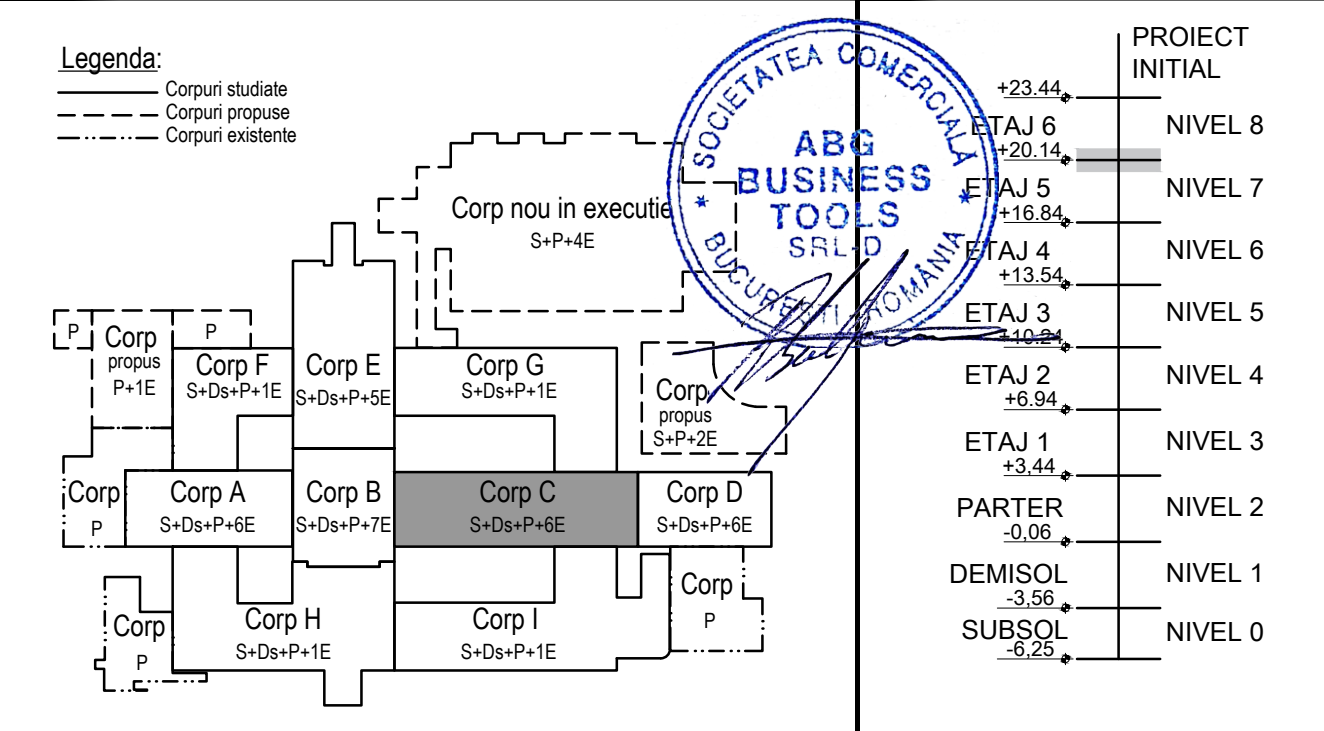 Legenda:
Corpuri studiate
Corpuri propuse
Corpuri existente
Corp nou in executie
S+P+4E
P
Corp
propus
P+1E
P
Corp F
S+Ds+P+1E
Corp E
S+Ds+P+5E
Corp G
S+Ds+P+1E
Corp
propus
S+P+2E
Corp
P
Corp A
S+Ds+P+6E
Corp B
S+Ds+P+7E
Corp C
S+Ds+P+6E
Corp D
S+Ds+P+6E
Corp
P
Corp H
S+Ds+P+1E
Corp I
S+Ds+P+1E
Corp
P
SOCIETATEA COMERCIALĂ
ABG
BUSINESS
TOOLS
SRL-D
BUCUREȘTI - ROMÂNIA
PROIECT
INITIAL
+23.44
ETAJ 6 NIVEL 8
+20.14
ETAJ 5 NIVEL 7
+16.84
ETAJ 4 NIVEL 6
+13.54
ETAJ 3 NIVEL 5
+10.24
ETAJ 2 NIVEL 4
+6.94
ETAJ 1 NIVEL 3
+3,44
PARTER NIVEL 2
-0,06
DEMISOL NIVEL 1
-3,56
SUBSOL NIVEL 0
-6,25